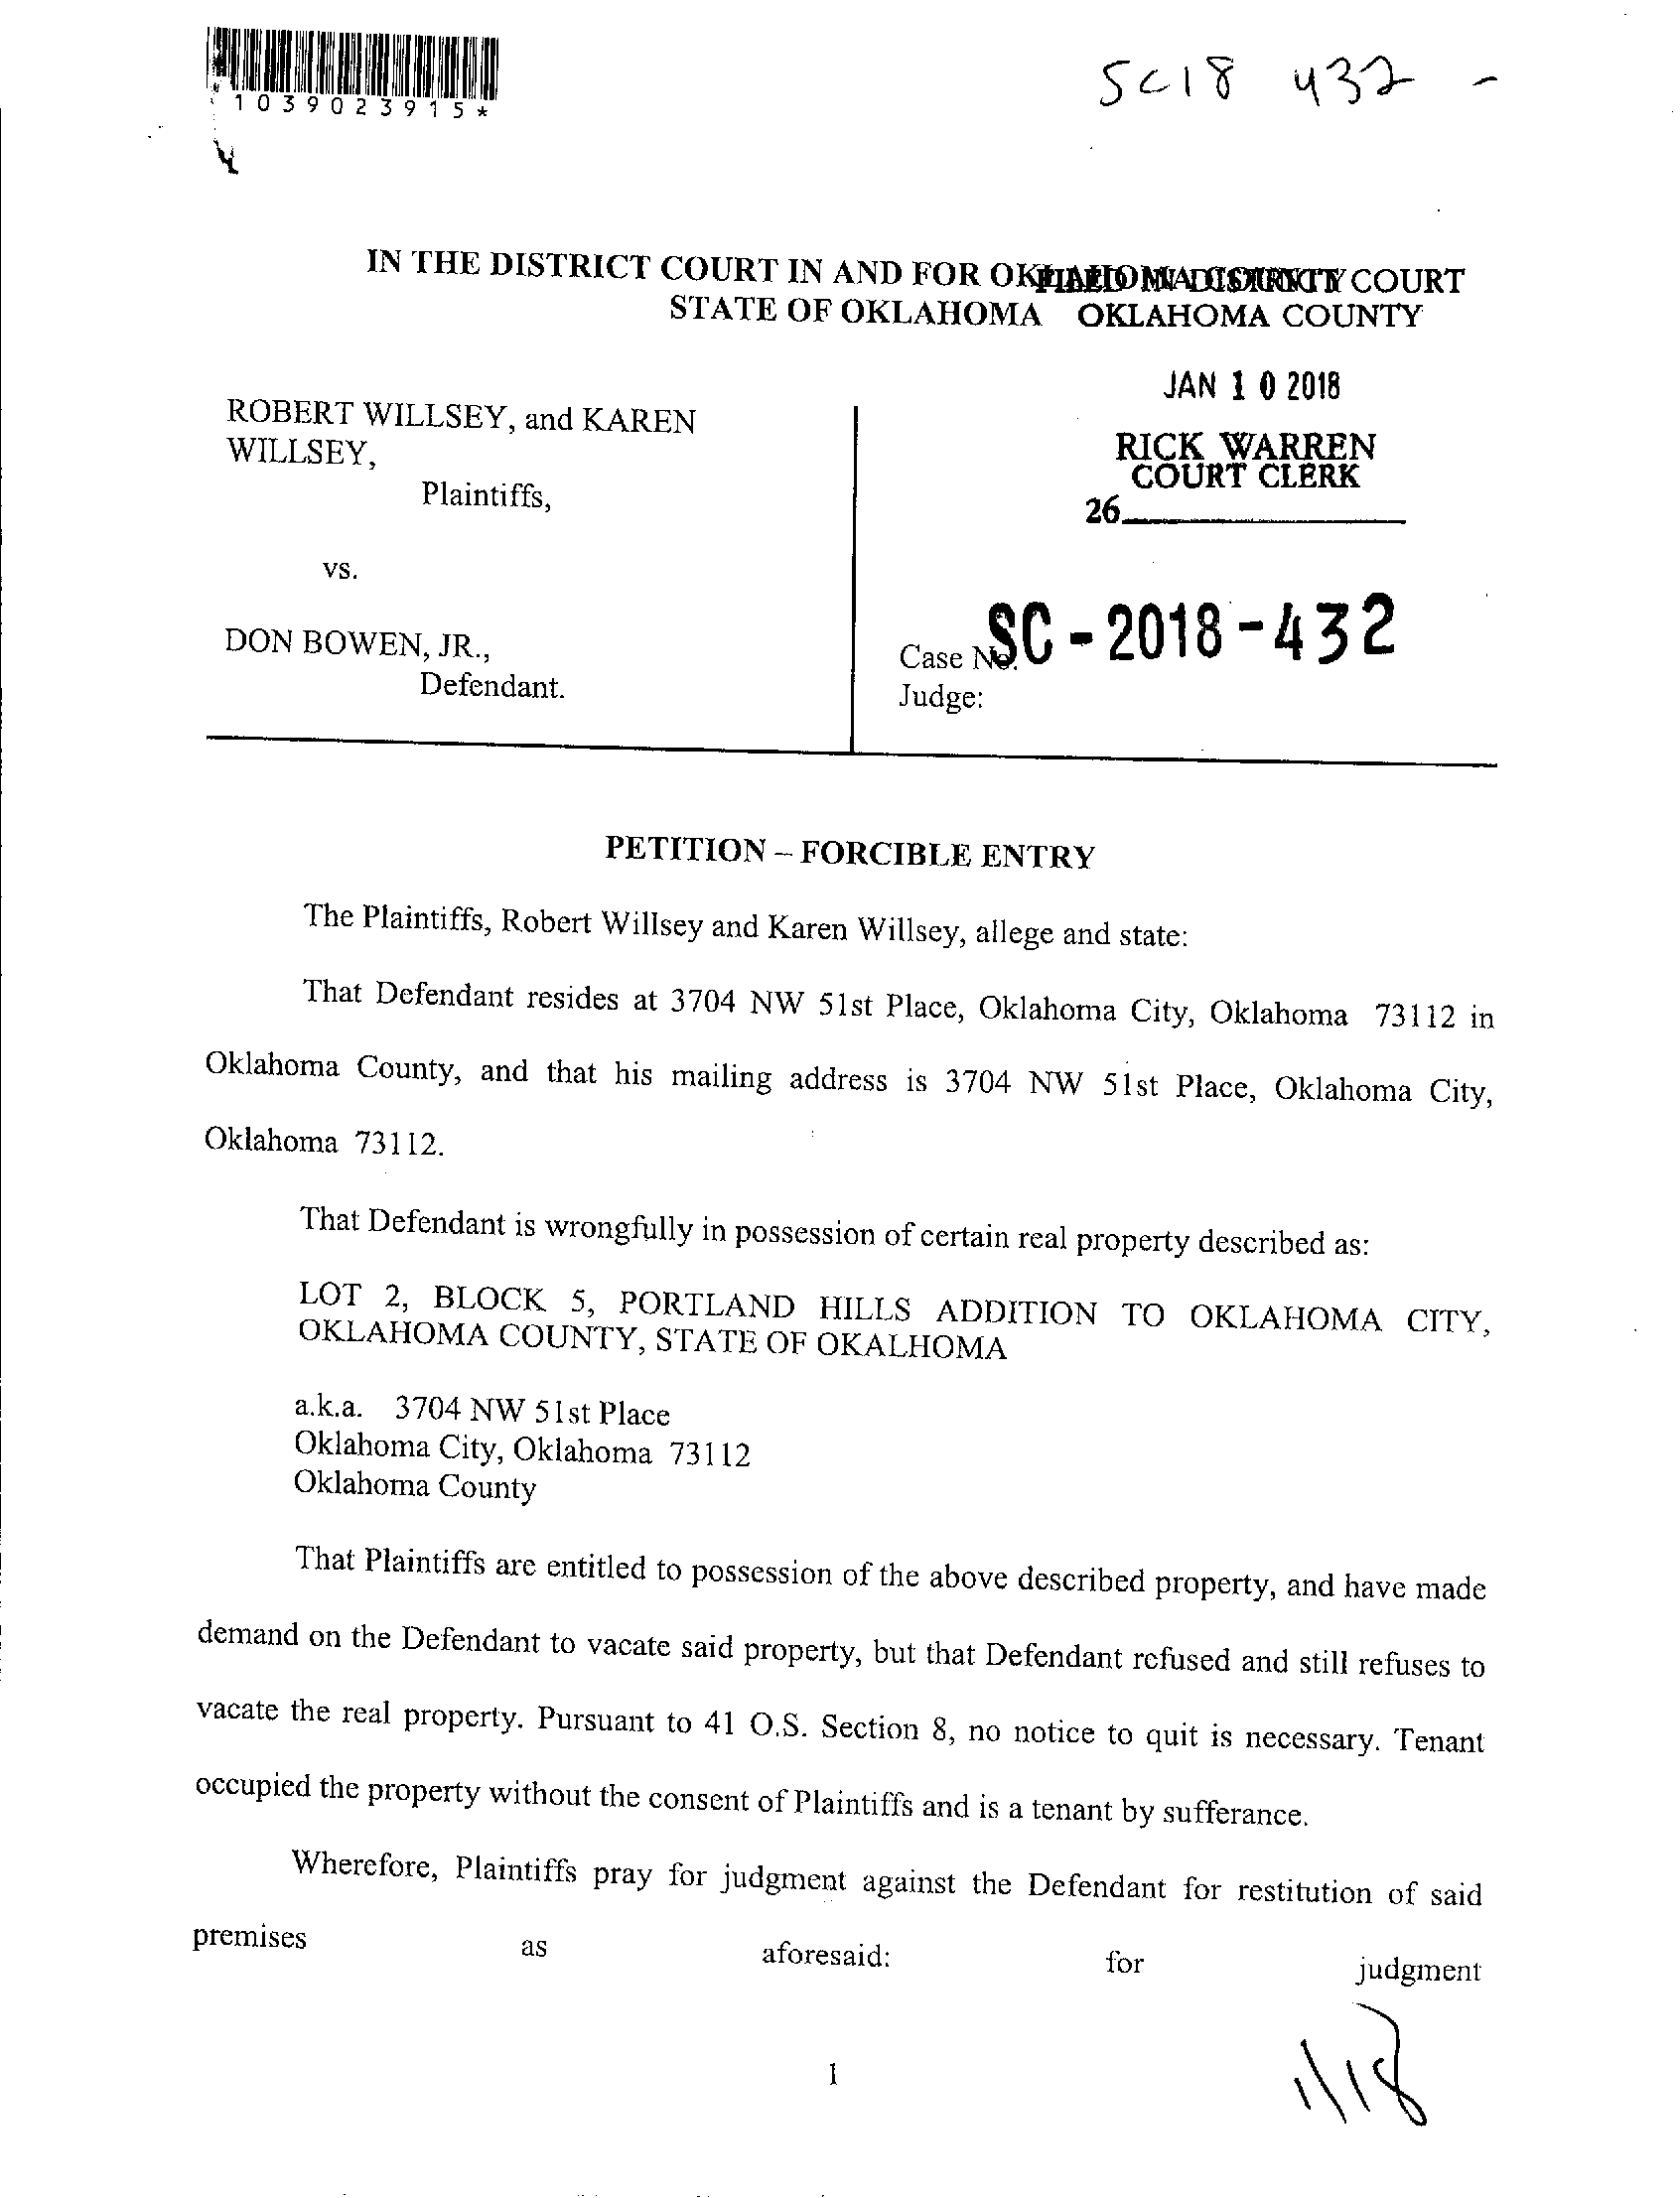 1039023915*
SC18 432 -
IN THE DISTRICT COURT IN AND FOR OKLAHOMA COUNTY
FILED IN DISTRICT COURT
STATE OF OKLAHOMA
OKLAHOMA COUNTY
JAN 10 2018
ROBERT WILLSEY, and KAREN
WILLSEY,
Plaintiffs,
RICK WARREN
COURT CLERK
26
vs.
DON BOWEN, JR.,
Defendant.
Case No. SC-2018-432
Judge:
PETITION – FORCIBLE ENTRY
The Plaintiffs, Robert Willsey and Karen Willsey, allege and state:
That Defendant resides at 3704 NW 51st Place, Oklahoma City, Oklahoma 73112 in
Oklahoma County, and that his mailing address is 3704 NW 51st Place, Oklahoma City,
Oklahoma 73112.
That Defendant is wrongfully in possession of certain real property described as:
LOT 2, BLOCK 5, PORTLAND HILLS ADDITION TO OKLAHOMA CITY,
OKLAHOMA COUNTY, STATE OF OKALHOMA
a.k.a. 3704 NW 51st Place
Oklahoma City, Oklahoma 73112
Oklahoma County
That Plaintiffs are entitled to possession of the above described property, and have made
demand on the Defendant to vacate said property, but that Defendant refused and still refuses to
vacate the real property. Pursuant to 41 O.S. Section 8, no notice to quit is necessary. Tenant
occupied the property without the consent of Plaintiffs and is a tenant by sufferance.
Wherefore, Plaintiffs pray for judgment against the Defendant for restitution of said
premises as aforesaid: for judgment
1
1/18